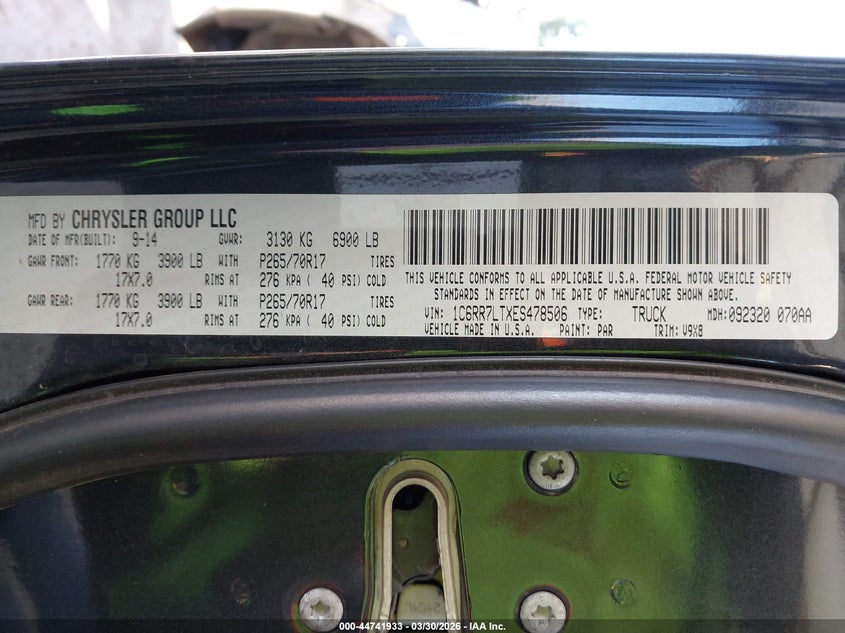 MFD BY CHRYSLER GROUP LLC
DATE OF MFR(BUILT): 9-14 GVWR: 3130 KG 6900 LB
GAWR FRONT: 1770 KG 3900 LB WITH P265/70R17 TIRES
17X7.0 RIMS AT 276 KPA ( 40 PSI) COLD
GAWR REAR: 1770 KG 3900 LB WITH P265/70R17 TIRES
17X7.0 RIMS AT 276 KPA ( 40 PSI) COLD
THIS VEHICLE CONFORMS TO ALL APPLICABLE U.S.A. FEDERAL MOTOR VEHICLE SAFETY
STANDARDS IN EFFECT ON THE DATE OF MANUFACTURE SHOWN ABOVE.
VIN: 1C6RR7LTXES478506 TYPE: TRUCK MDH: 092320 070AA
VEHICLE MADE IN U.S.A. PAINT: PAR TRIM: V9X8
000-44741933 - 03/30/2026 - IAA Inc.